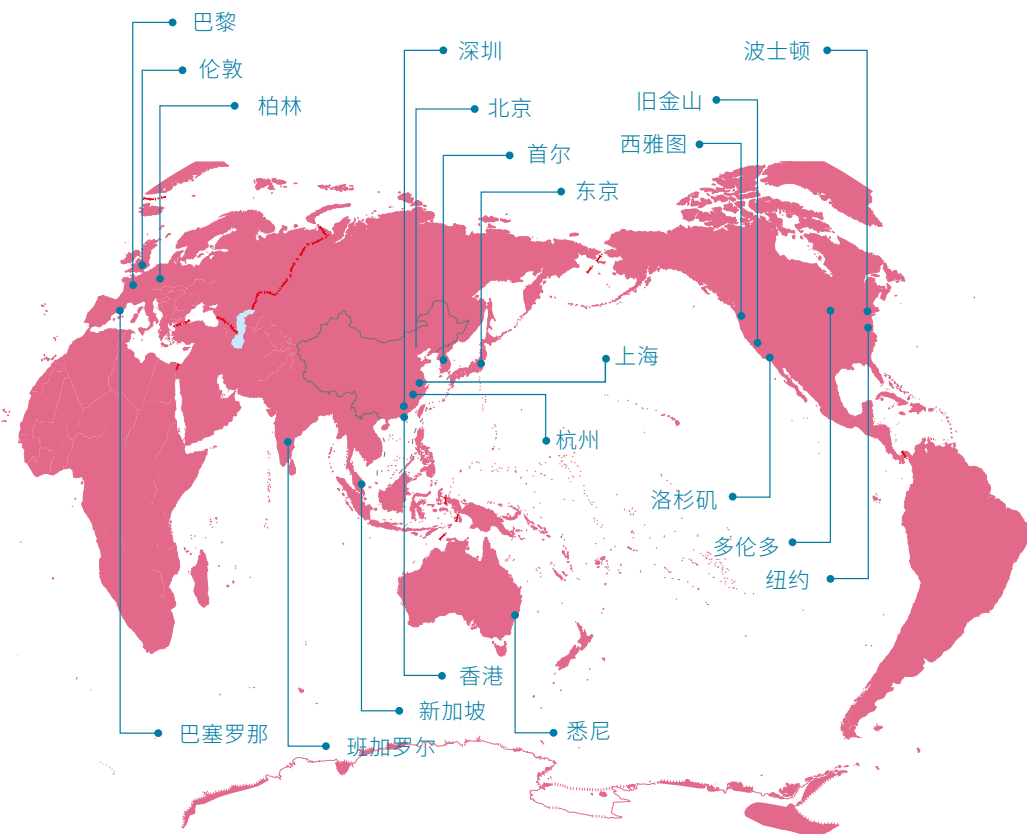 巴黎
伦敦
柏林
深圳
北京
首尔
东京
波士顿
旧金山
西雅图
上海
杭州
洛杉矶
多伦多
纽约
香港
新加坡
悉尼
巴塞罗那
班加罗尔